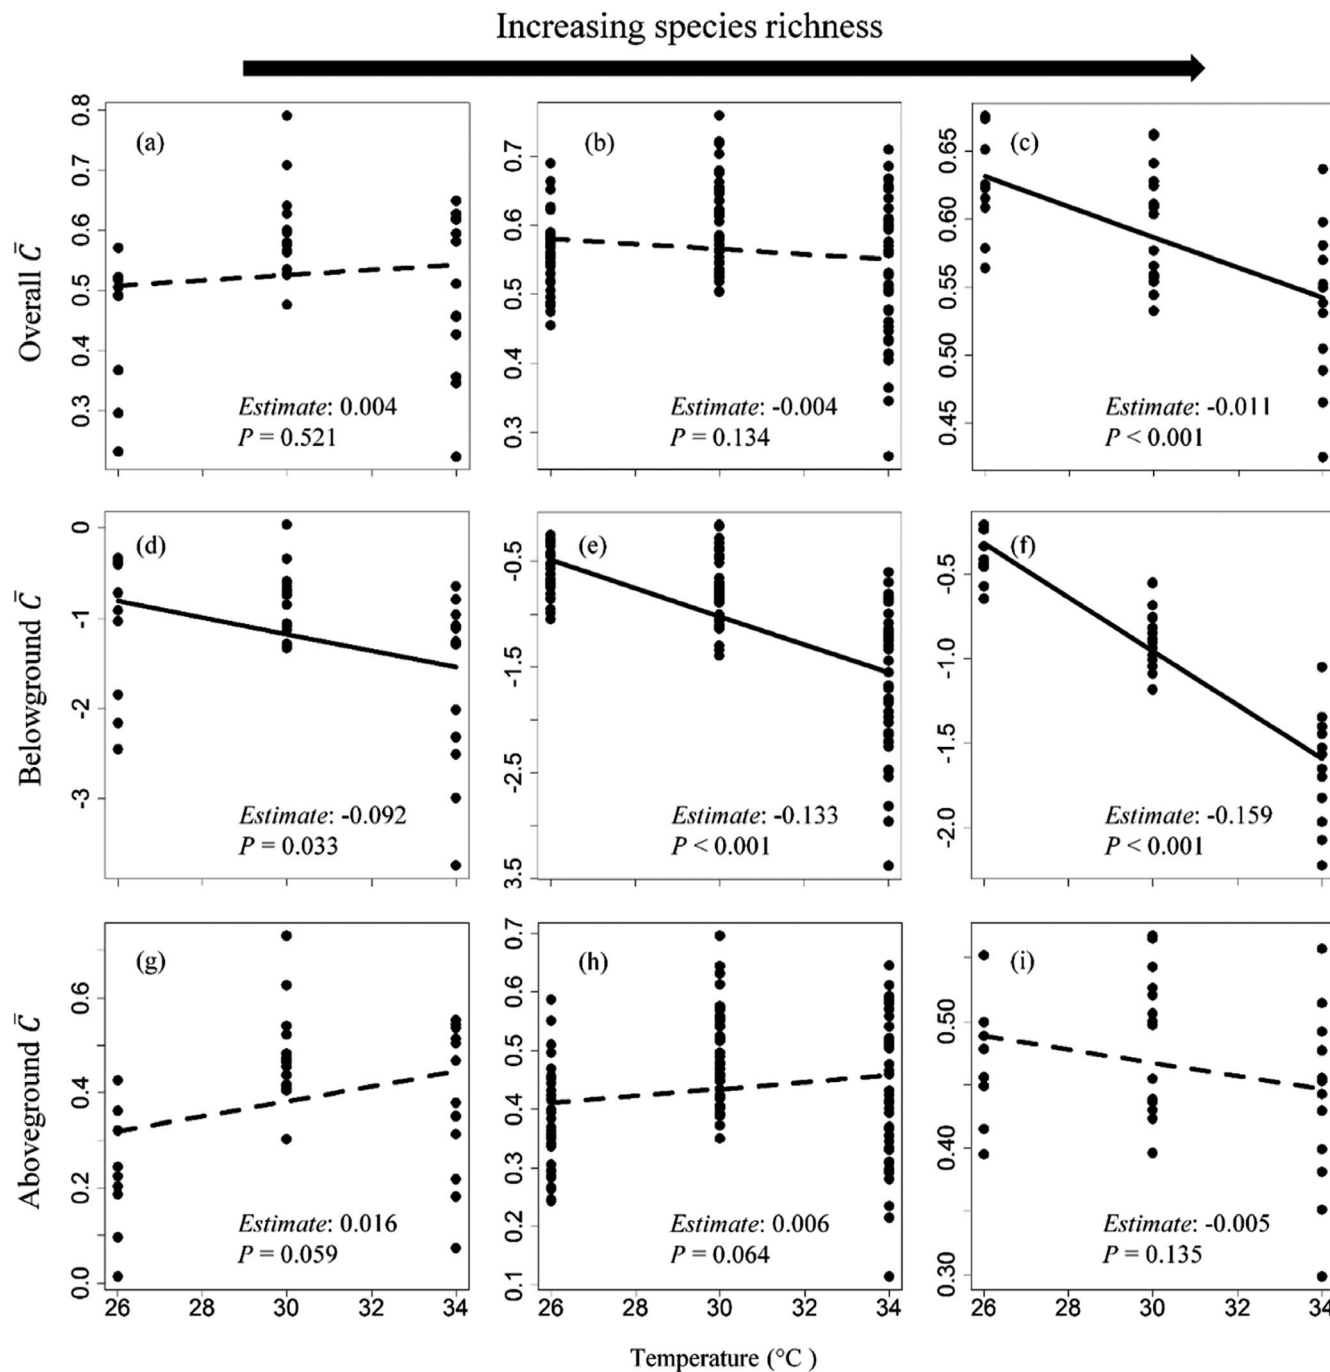 Increasing species richness
Overall C̄
0.8
0.7
0.6
0.5
0.4
0.3
(a)
Estimate: 0.004
P = 0.521
0.7
0.6
0.5
0.4
0.3
(b)
Estimate: -0.004
P = 0.134
0.65
0.60
0.55
0.50
0.45
(c)
Estimate: -0.011
P < 0.001
Belowground C̄
0
-1
-2
-3
(d)
Estimate: -0.092
P = 0.033
-0.5
-1.5
-2.5
3.5
(e)
Estimate: -0.133
P < 0.001
-0.5
-1.0
-1.5
-2.0
(f)
Estimate: -0.159
P < 0.001
Aboveground C̄
0.6
0.4
0.2
0.0
(g)
Estimate: 0.016
P = 0.059
0.7
0.6
0.5
0.4
0.3
0.2
0.1
(h)
Estimate: 0.006
P = 0.064
0.50
0.40
0.30
(i)
Estimate: -0.005
P = 0.135
26 28 30 32 34
26 28 30 32 34
26 28 30 32 34
Temperature (°C )